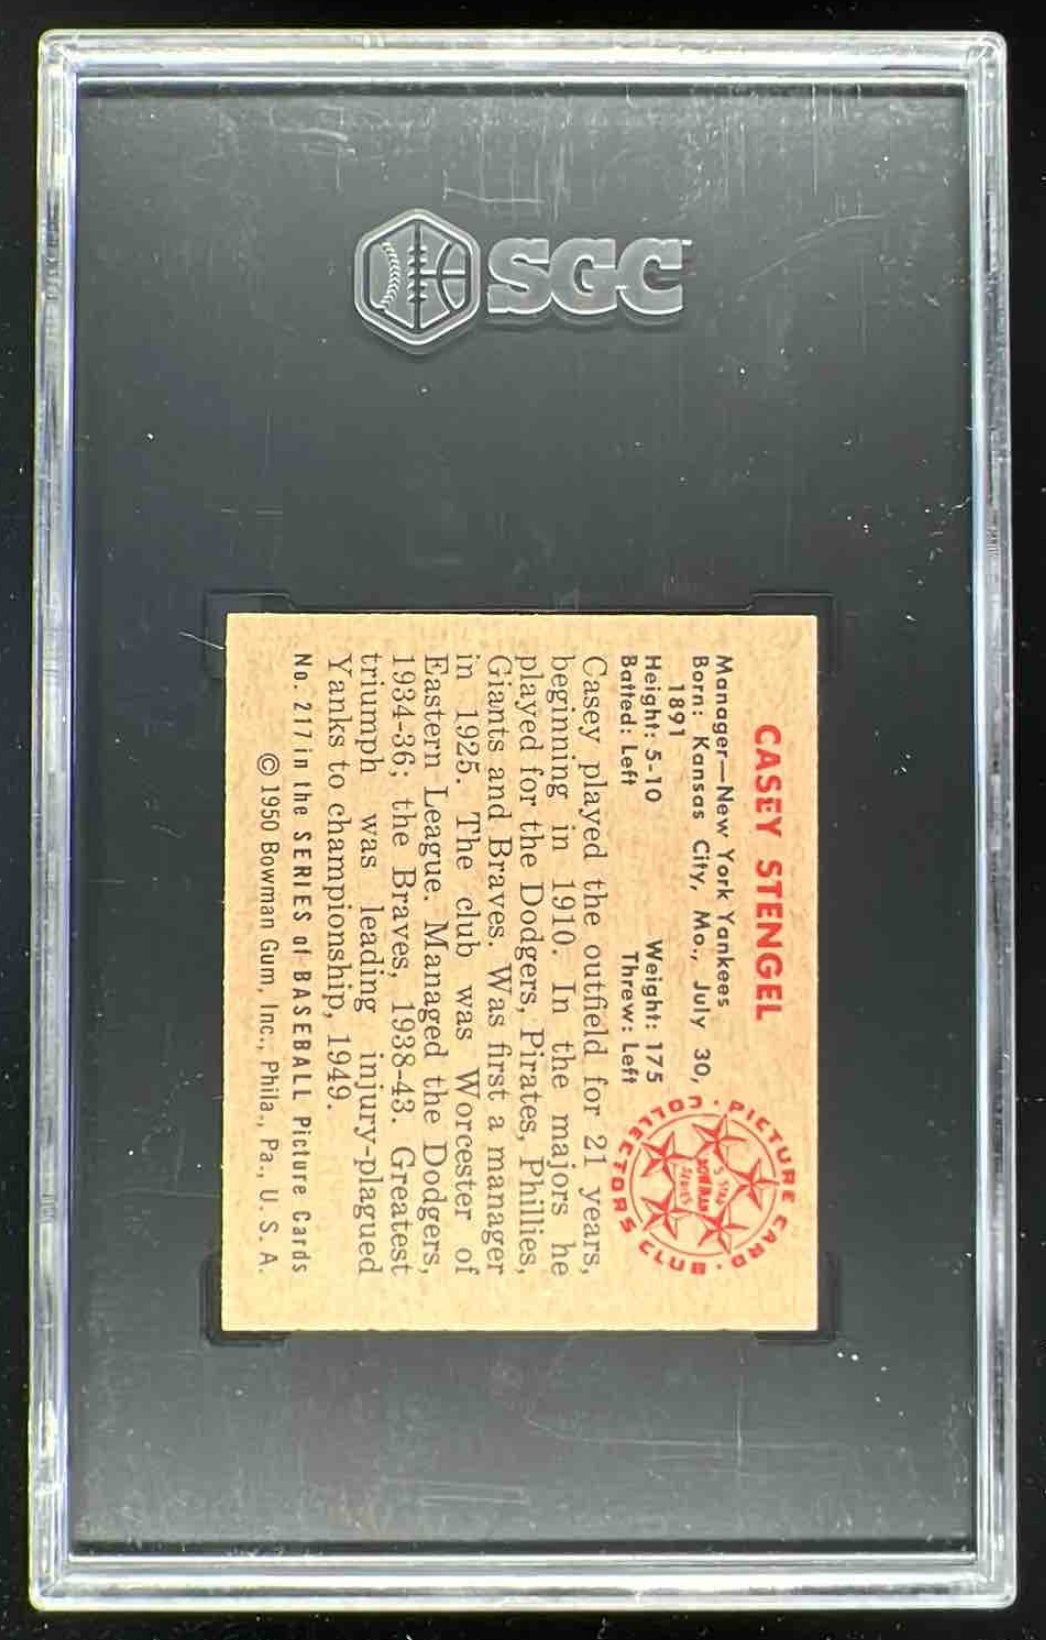 SGC
CASEY STENGEL
Manager—New York Yankees
Born: Kansas City, Mo., July 30,
1891
Height: 5-10 Weight: 175
Batted: Left Threw: Left
PICTURE CARD · COLLECTORS CLUB ·
5 STAR
BOWMAN
SERIES
Casey played the outfield for 21 years,
beginning in 1910. In the majors he
played for the Dodgers, Pirates, Phillies,
Giants and Braves. Was first a manager
in 1925. The club was Worcester of
Eastern League. Managed the Dodgers,
1934-36; the Braves, 1938-43. Greatest
triumph was leading injury-plagued
Yanks to championship, 1949.
No. 217 in the SERIES of BASEBALL Picture Cards
© 1950 Bowman Gum, Inc., Phila., Pa., U. S. A.